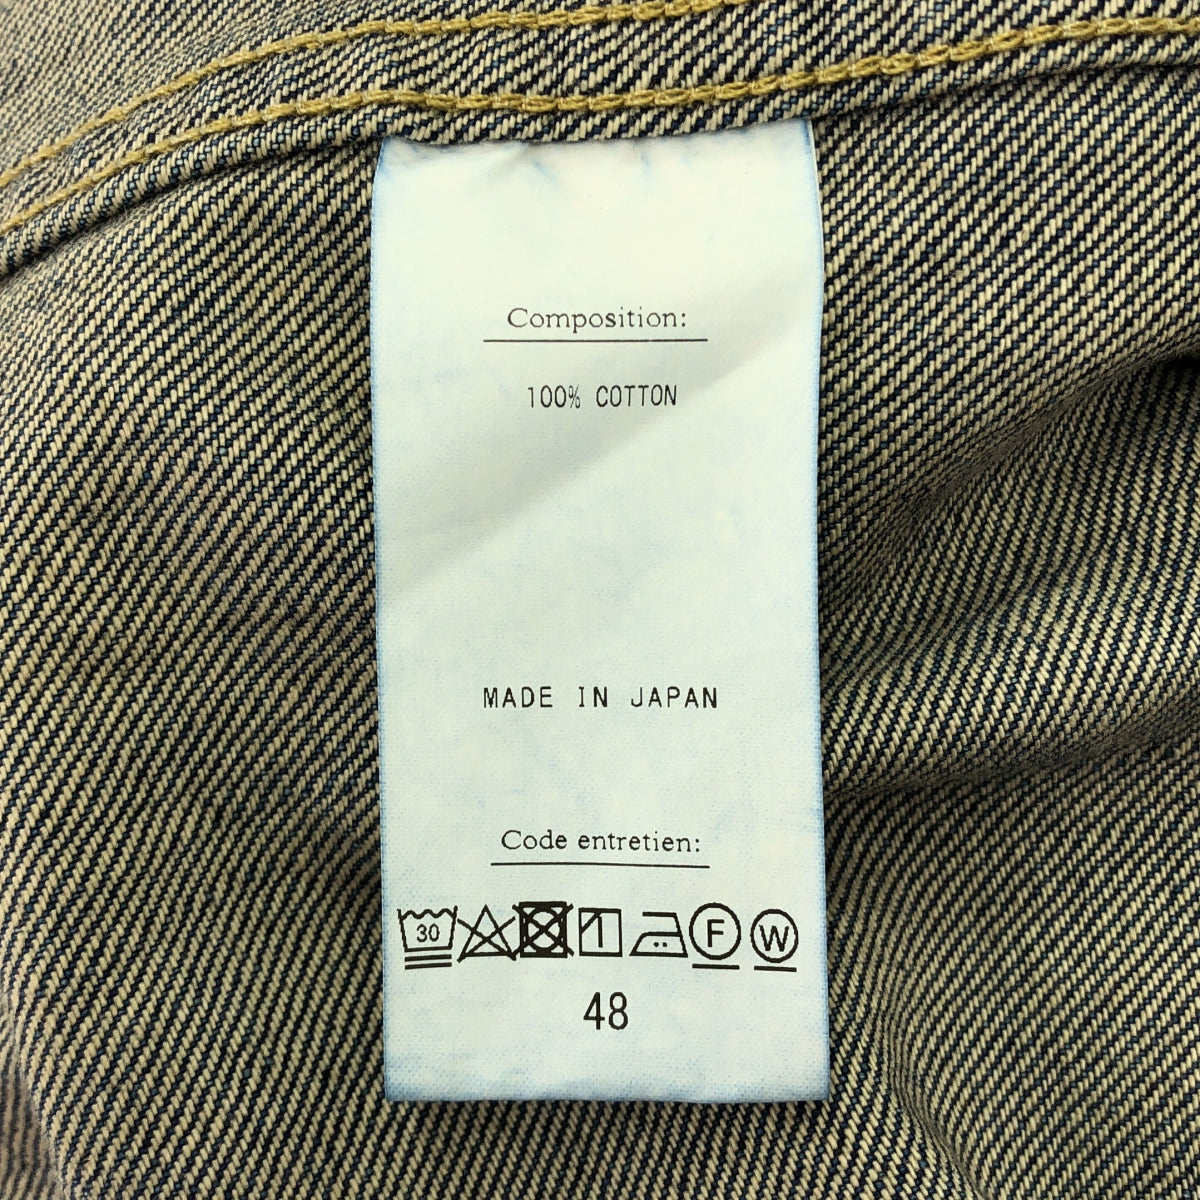 Composition:
100% COTTON
MADE IN JAPAN
Code entretien:
30 F W
48